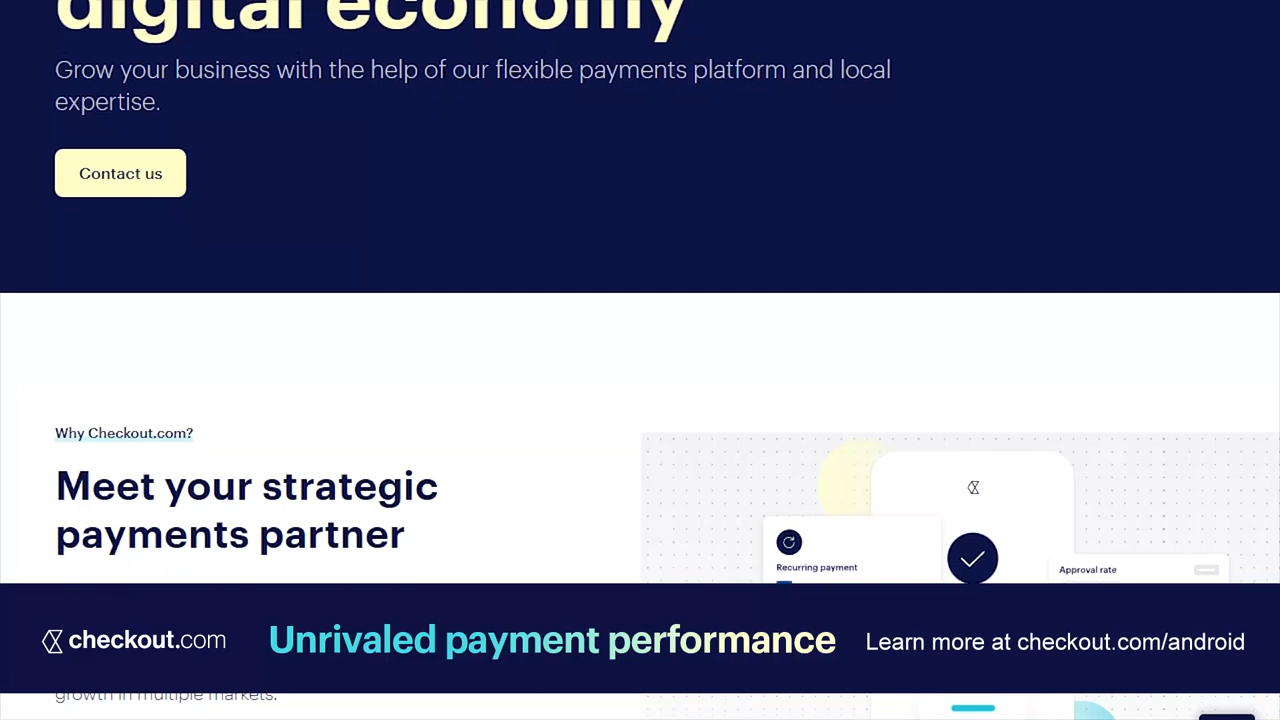 digital economy
Grow your business with the help of our flexible payments platform and local
expertise.
Contact us
Why Checkout.com?
Meet your strategic
payments partner
Recurring payment
Approval rate
checkout.com
Unrivaled payment performance
Learn more at checkout.com/android
growth in multiple markets.